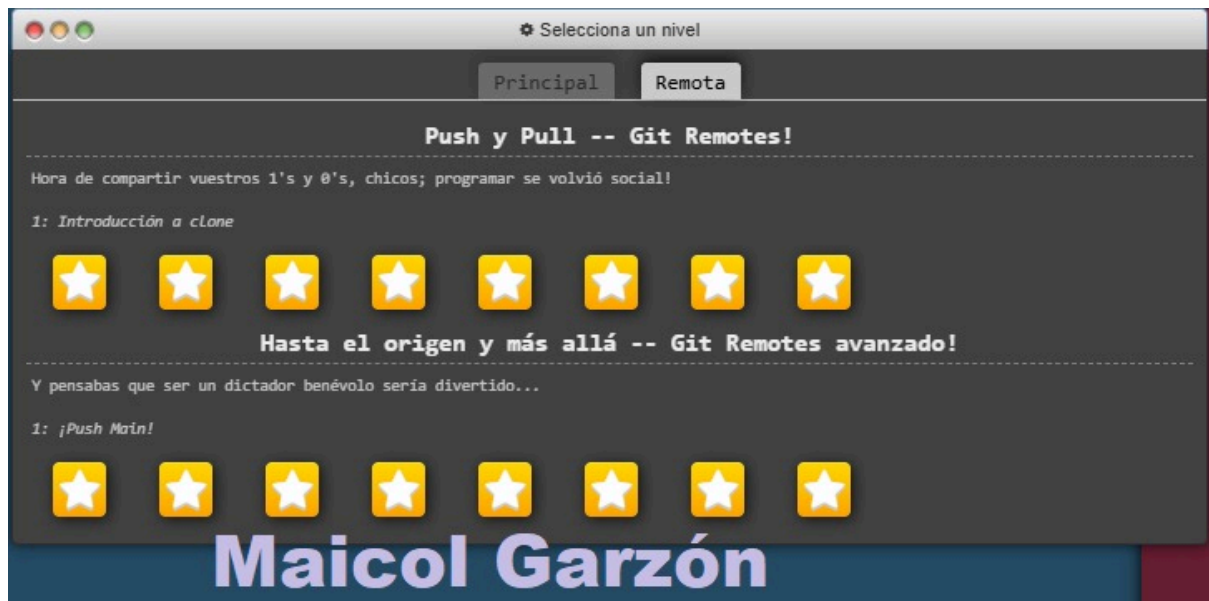 Selecciona un nivel
Principal Remota
Push y Pull -- Git Remotes!
Hora de compartir vuestros 1's y 0's, chicos; programar se volvió social!
1: Introducción a clone
Hasta el origen y más allá -- Git Remotes avanzado!
Y pensabas que ser un dictador benévolo sería divertido...
1: ¡Push Main!
Maicol Garzón